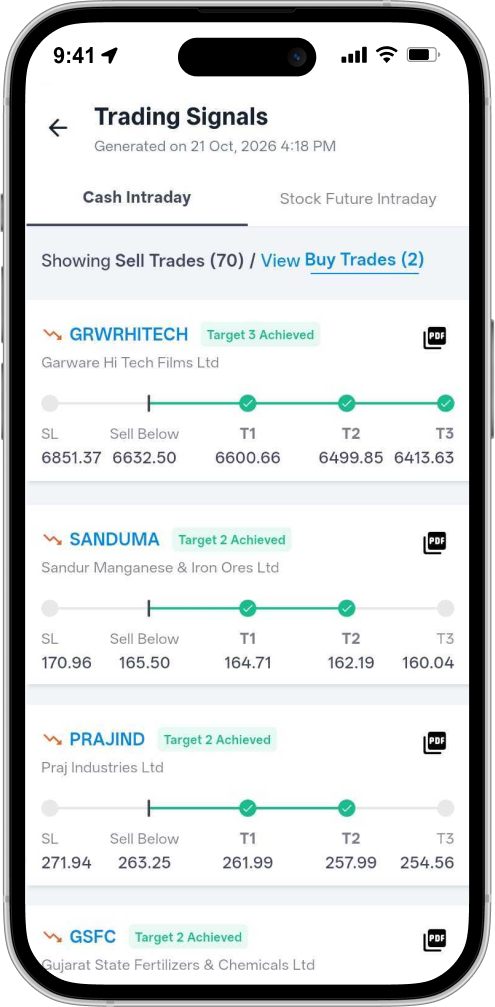 9:41
Trading Signals
Generated on 21 Oct, 2026 4:18 PM
Cash Intraday Stock Future Intraday
Showing Sell Trades (70) / View Buy Trades (2)
GRWRHITECH Target 3 Achieved PDF
Garware Hi Tech Films Ltd
SL Sell Below T1 T2 T3
6851.37 6632.50 6600.66 6499.85 6413.63
SANDUMA Target 2 Achieved PDF
Sandur Manganese & Iron Ores Ltd
SL Sell Below T1 T2 T3
170.96 165.50 164.71 162.19 160.04
PRAJIND Target 2 Achieved PDF
Praj Industries Ltd
SL Sell Below T1 T2 T3
271.94 263.25 261.99 257.99 254.56
GSFC Target 2 Achieved PDF
Gujarat State Fertilizers & Chemicals Ltd